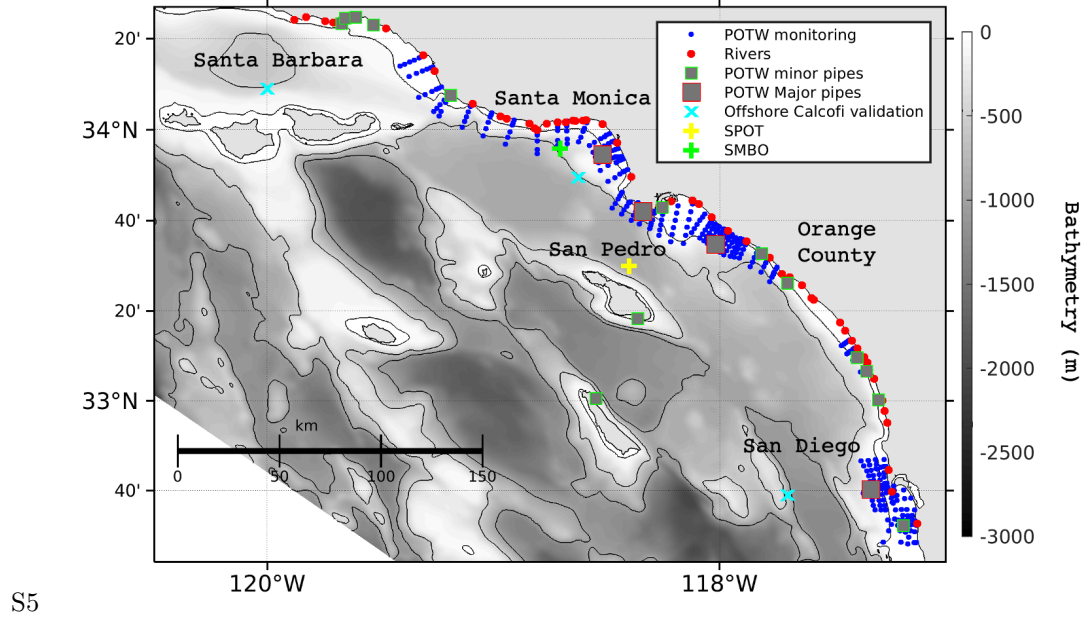 20'
Santa Barbara
Santa Monica
POTW monitoring
Rivers
POTW minor pipes
POTW Major pipes
Offshore Calcofi validation
SPOT
SMBO
34°N
40'
San Pedro
Orange
County
20'
33°N
km
0 50 100 150
San Diego
40'
120°W 118°W
0
-500
-1000
-1500
-2000
-2500
-3000
Bathymetry (m)
S5